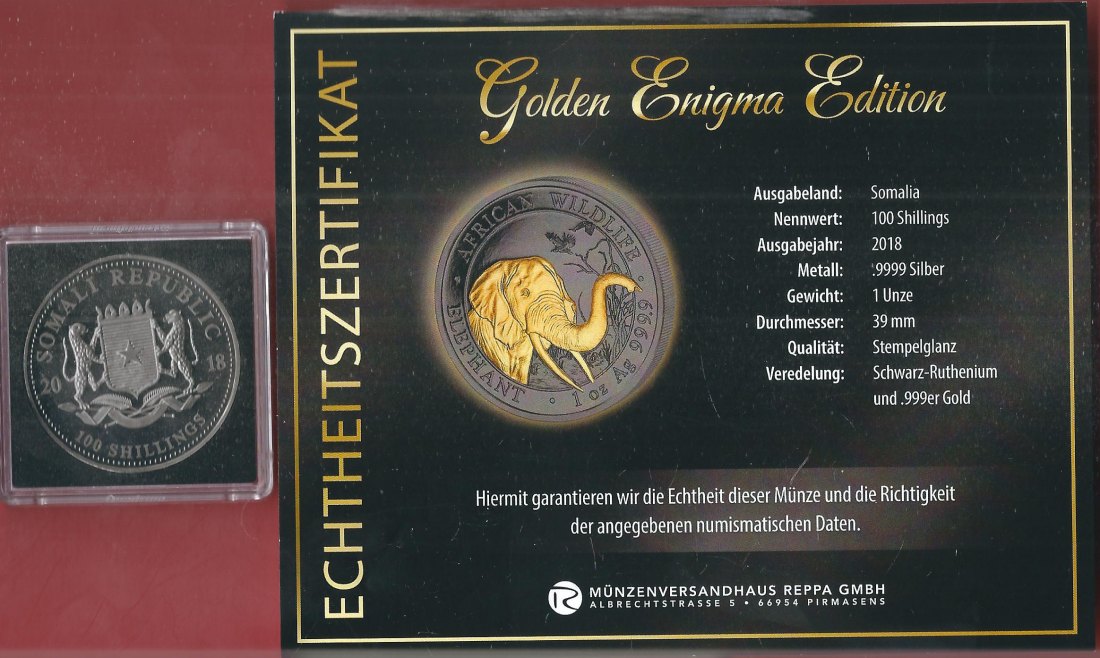 SOMALI REPUBLIC
20 18
100 SHILLINGS
ECHTHEITSZERTIFIKAT
Golden Enigma Edition
AFRICAN WILDLIFE
ELEPHANT
1 oz Ag 999.9
Ausgabeland: Somalia
Nennwert: 100 Shillings
Ausgabejahr: 2018
Metall: .9999 Silber
Gewicht: 1 Unze
Durchmesser: 39 mm
Qualität: Stempelglanz
Veredelung: Schwarz-Ruthenium
und .999er Gold
Hiermit garantieren wir die Echtheit dieser Münze und die Richtigkeit
der angegebenen numismatischen Daten.
MÜNZENVERSANDHAUS REPPA GMBH
ALBRECHTSTRASSE 5 • 66954 PIRMASENS